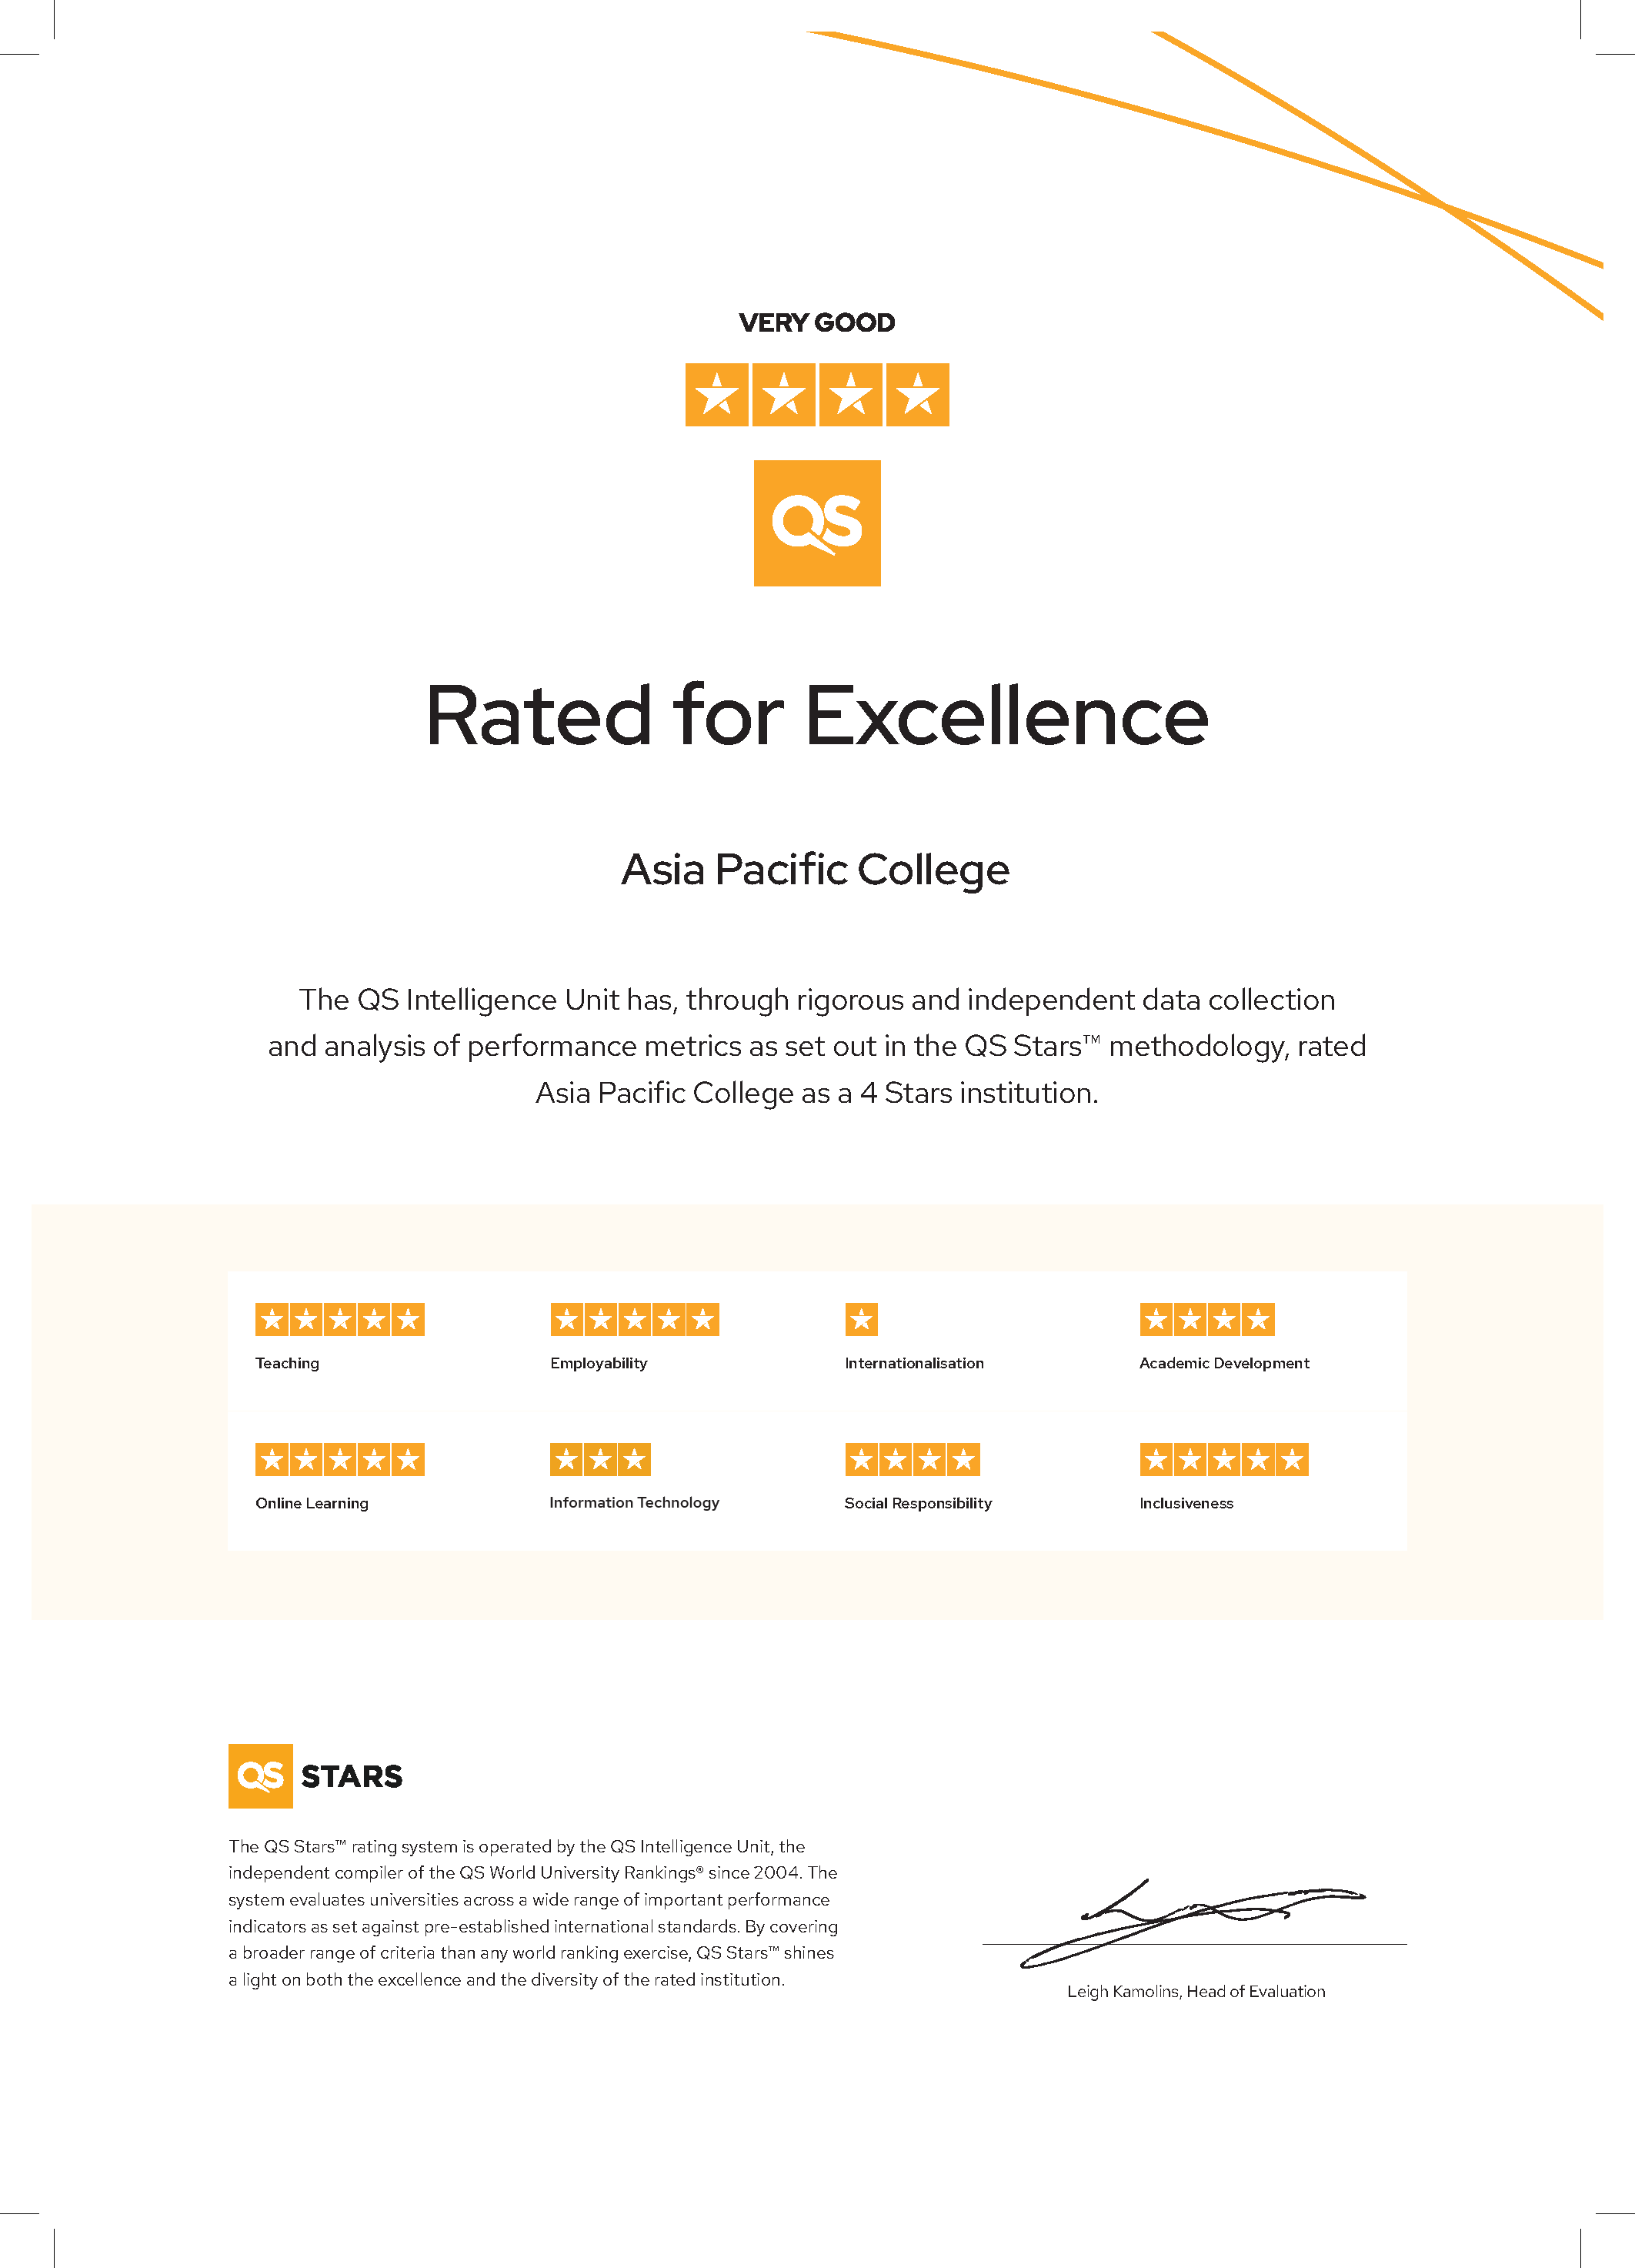 VERY GOOD
QS
Rated for Excellence
Asia Pacific College
The QS Intelligence Unit has, through rigorous and independent data collection
and analysis of performance metrics as set out in the QS Stars™ methodology, rated
Asia Pacific College as a 4 Stars institution.
Teaching
Employability
Internationalisation
Academic Development
Online Learning
Information Technology
Social Responsibility
Inclusiveness
QS STARS
The QS Stars™ rating system is operated by the QS Intelligence Unit, the
independent compiler of the QS World University Rankings® since 2004. The
system evaluates universities across a wide range of important performance
indicators as set against pre-established international standards. By covering
a broader range of criteria than any world ranking exercise, QS Stars™ shines
a light on both the excellence and the diversity of the rated institution.
Leigh Kamolins, Head of Evaluation